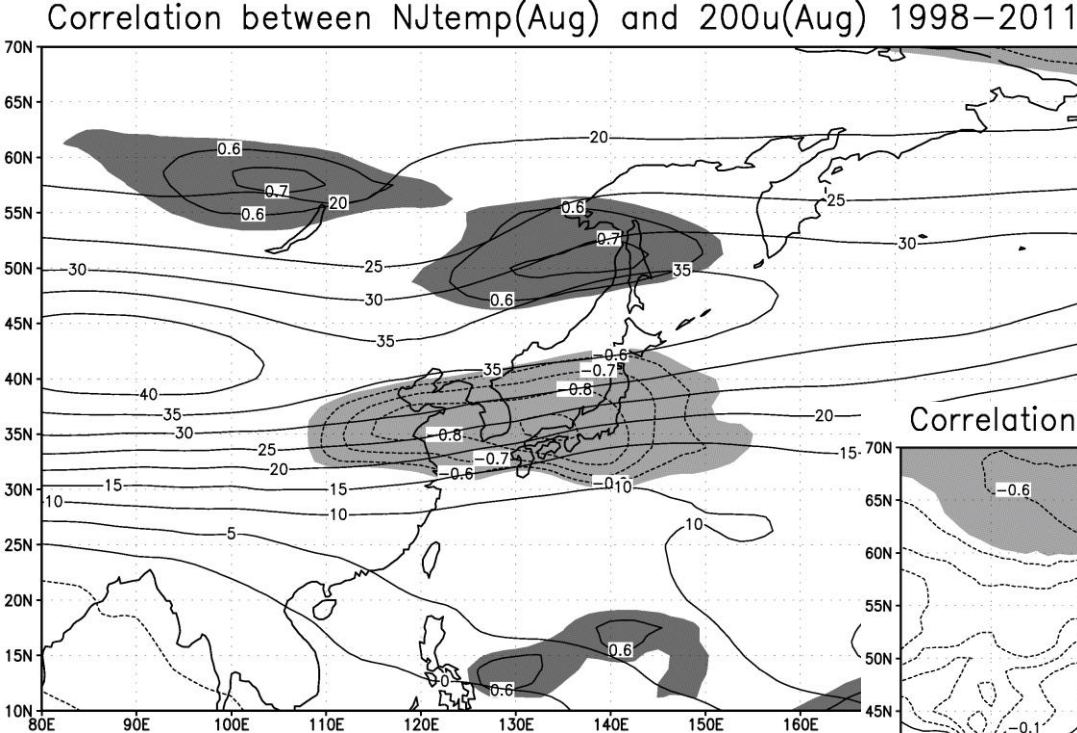 Correlation between NJtemp(Aug) and 200u(Aug) 1998−2011
70N
65N
0.6
20
60N
0.7
20
25
55N
0.6
0.6
0.7
30
25
35
50N
30
30
0.6
45N
35
−0.6
35
−0.7
40N
−0.8
40
35
20
Correlation
30
0.8
35N
25
15
70N
−0.7
20
−0.6
15
15
−0.6
30N
10
10
65N
10
10
5
25N
60N
20N
55N
0.6
15N
50N
0
0.6
10N
45N
−0.1
80E
90E
100E
110E
120E
130E
140E
150E
160E